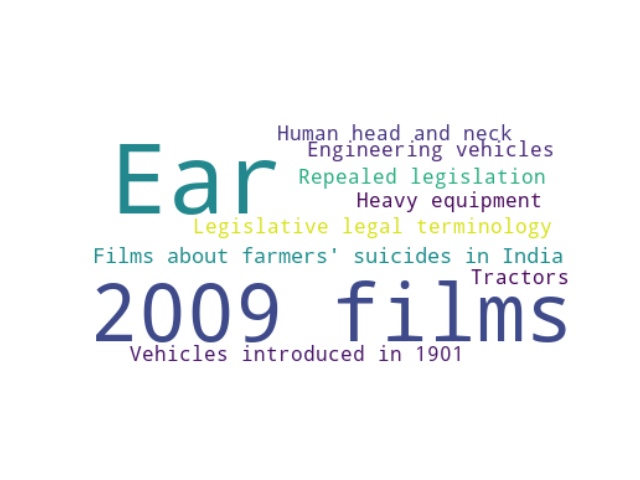 Human head and neck
Engineering vehicles
Ear
Repealed legislation
Heavy equipment
Legislative legal terminology
Films about farmers' suicides in India
Tractors
2009 films
Vehicles introduced in 1901